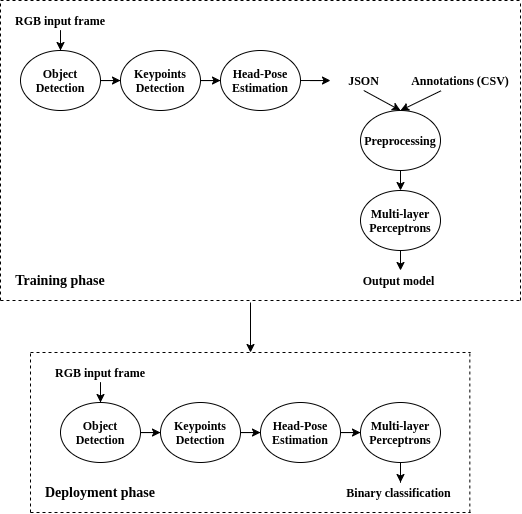 RGB input frame
Object
Detection
Keypoints
Detection
Head-Pose
Estimation
JSON
Annotations (CSV)
Preprocessing
Multi-layer
Perceptrons
Output model
Training phase
RGB input frame
Object
Detection
Keypoints
Detection
Head-Pose
Estimation
Multi-layer
Perceptrons
Binary classification
Deployment phase